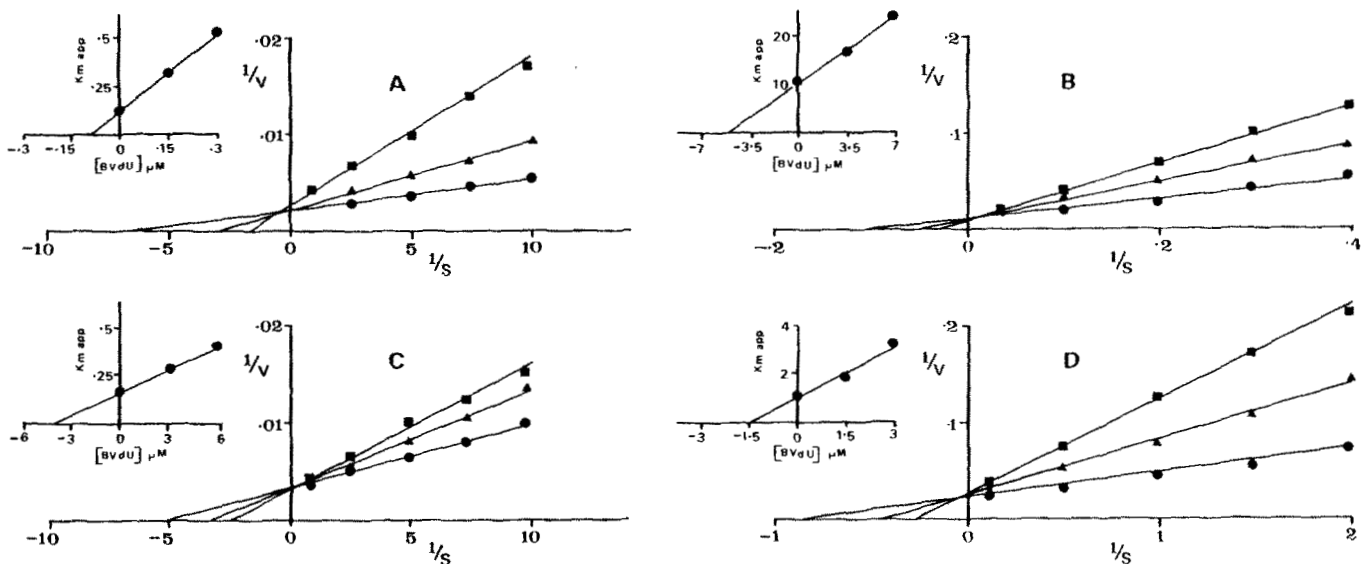 A
Km app
.5
.25
-.3 -.15 0 .15 .3
[BVdU] μM
1/V
.02
.01
-10 -5 0 5 10
1/S
B
Km app
20
10
-7 -3.5 0 3.5 7
[BVdU] μM
1/V
.2
.1
-.2 0 .2 .4
1/S
C
Km app
.5
.25
-6 -3 0 3 6
[BVdU] μM
1/V
.02
.01
-10 -5 0 5 10
1/S
D
Km app
4
2
-3 -1.5 0 1.5 3
[BVdU] μM
1/V
.2
.1
-1 0 1 2
1/S